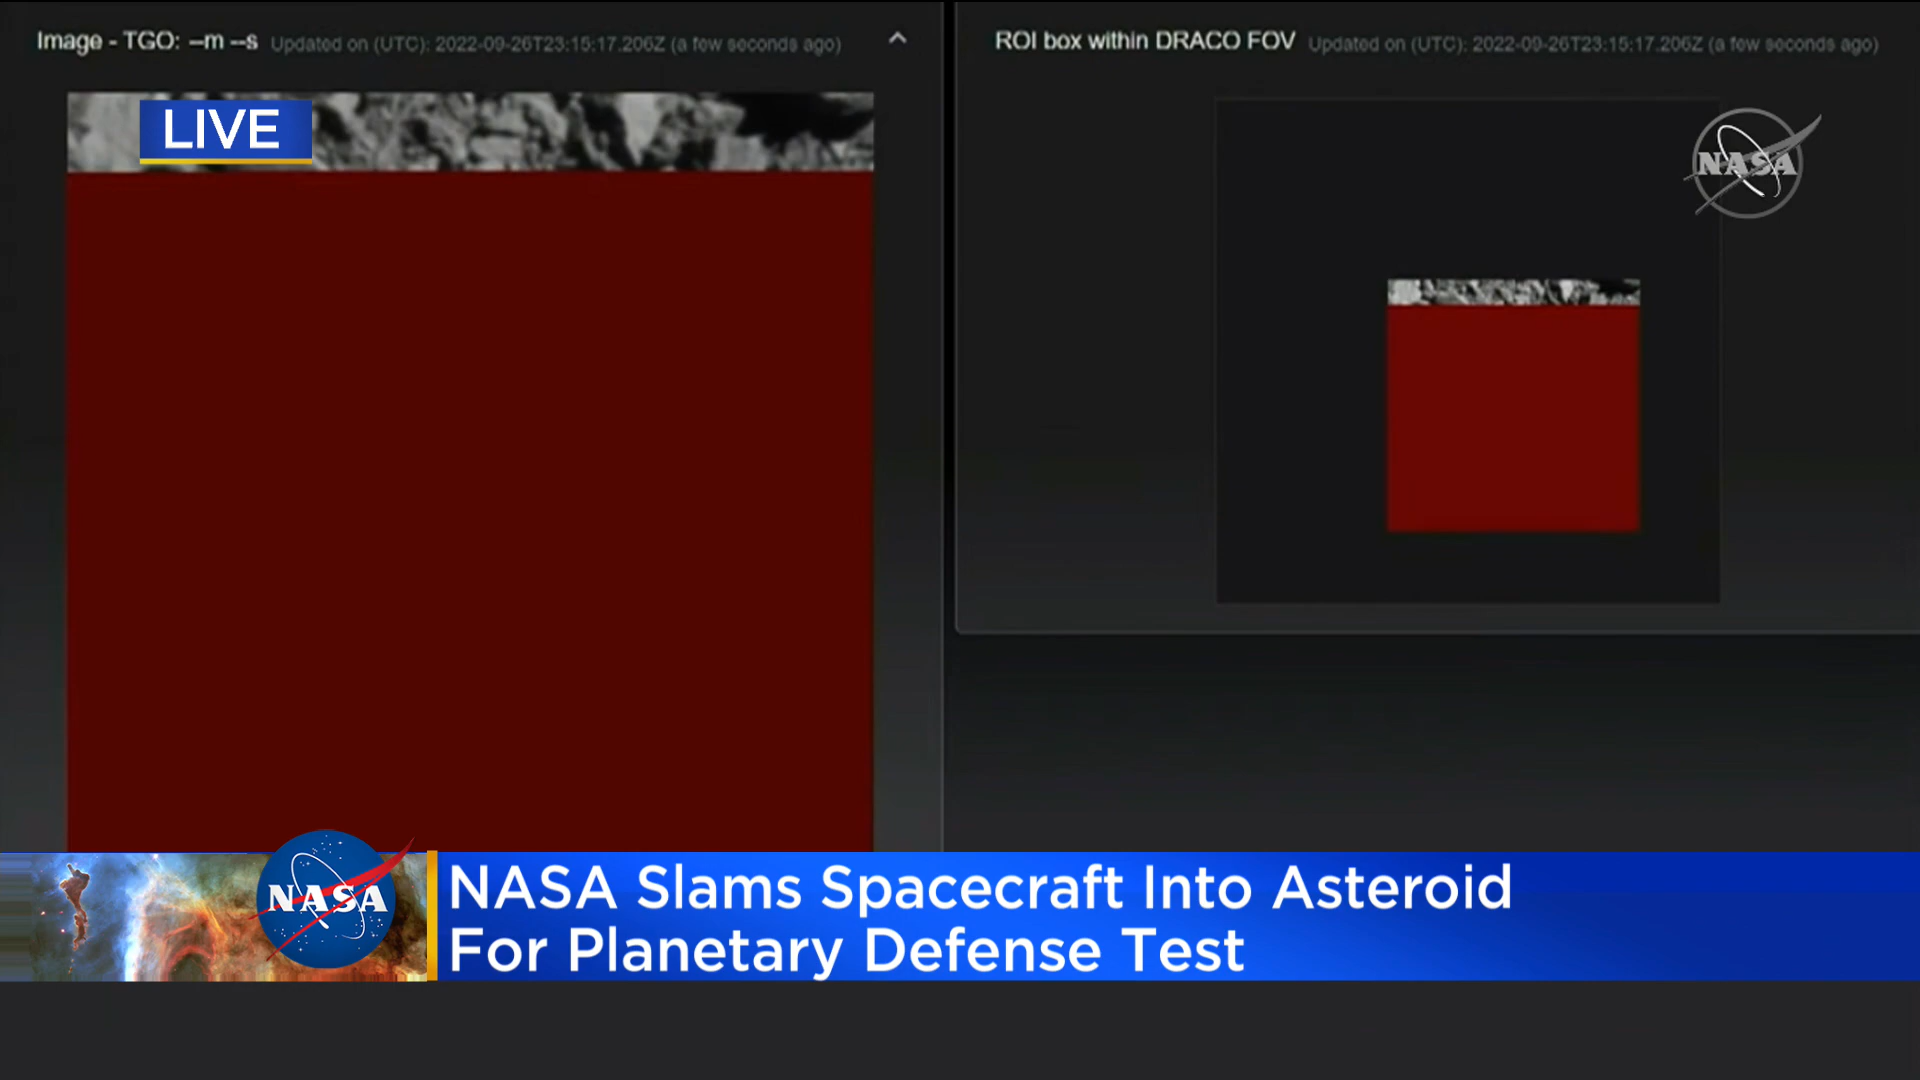 Image - TGO: --m --s Updated on (UTC): 2022-09-26T23:15:17.206Z (a few seconds ago)
ROI box within DRACO FOV Updated on (UTC): 2022-09-26T23:15:17.206Z (a few seconds ago)
LIVE
NASA
NASA
NASA Slams Spacecraft Into Asteroid
For Planetary Defense Test